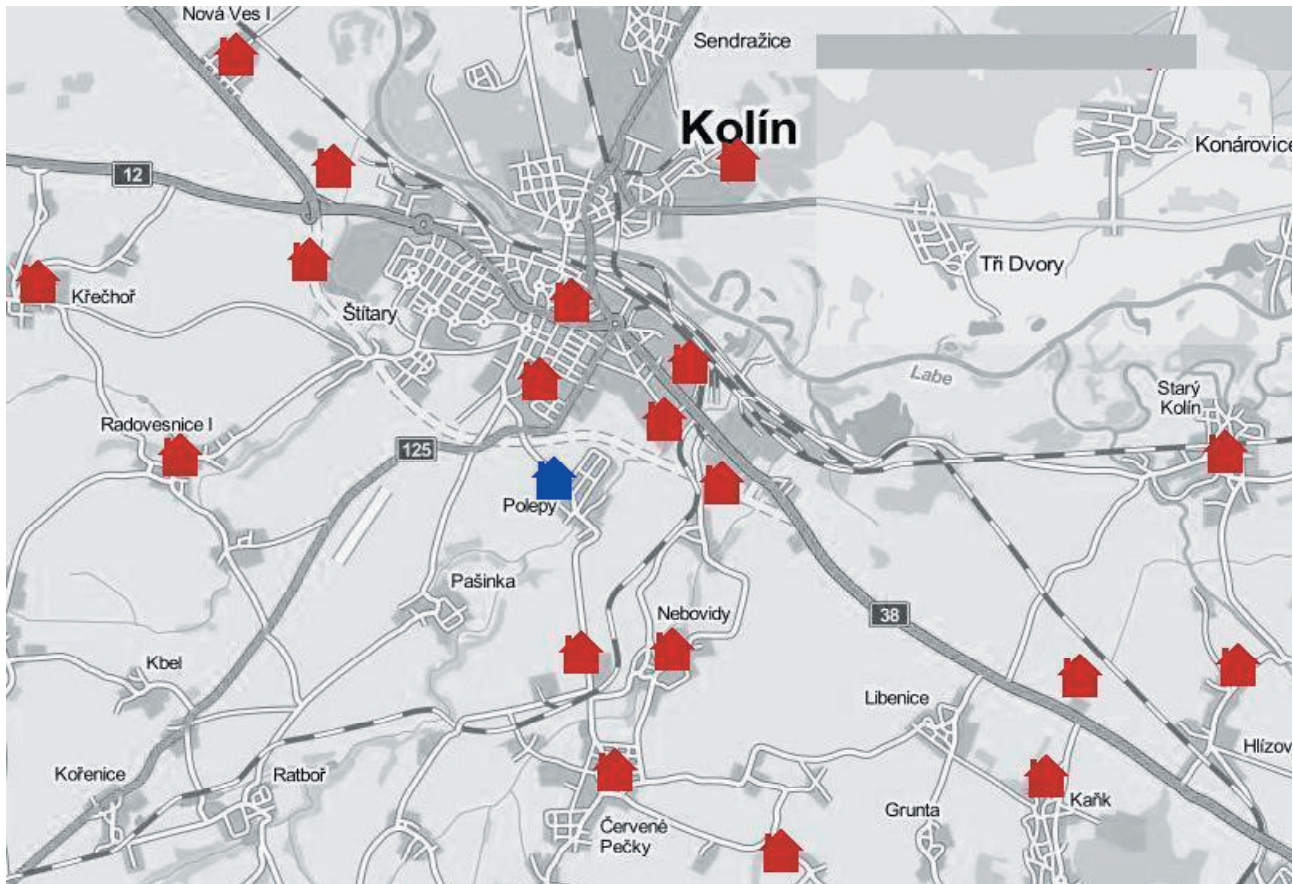 Nová Ves I
Sendražice
Kolín
Konárovice
12
Tři Dvory
Křečhoř
Štítary
Labe
Starý
Kolín
Radovesnice I
125
Polepy
Pašinka
Nebovidy
38
Kbel
Libenice
Hlízov
Kořenice
Ratboř
Kaňk
Grunta
Červené
Pečky